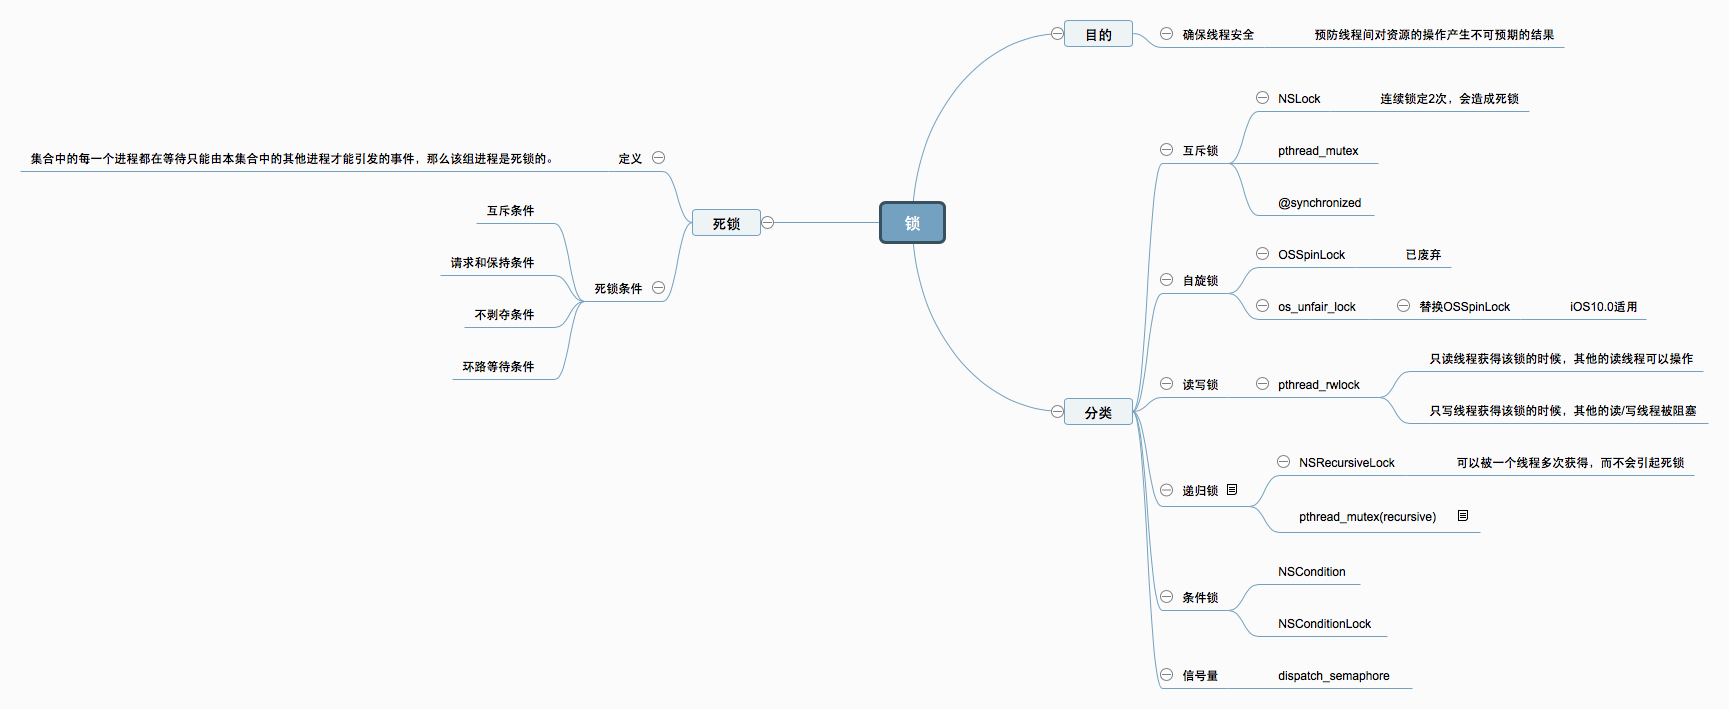 锁
目的
确保线程安全
预防线程间对资源的操作产生不可预期的结果
分类
互斥锁
NSLock
连续锁定2次，会造成死锁
pthread_mutex
@synchronized
自旋锁
OSSpinLock
已废弃
os_unfair_lock
替换OSSpinLock
iOS10.0适用
读写锁
pthread_rwlock
只读线程获得该锁的时候，其他的读线程可以操作
只写线程获得该锁的时候，其他的读/写线程被阻塞
递归锁
NSRecursiveLock
可以被一个线程多次获得，而不会引起死锁
pthread_mutex(recursive)
条件锁
NSCondition
NSConditionLock
信号量
dispatch_semaphore
死锁
定义
集合中的每一个进程都在等待只能由本集合中的其他进程才能引发的事件，那么该组进程是死锁的。
死锁条件
互斥条件
请求和保持条件
不剥夺条件
环路等待条件